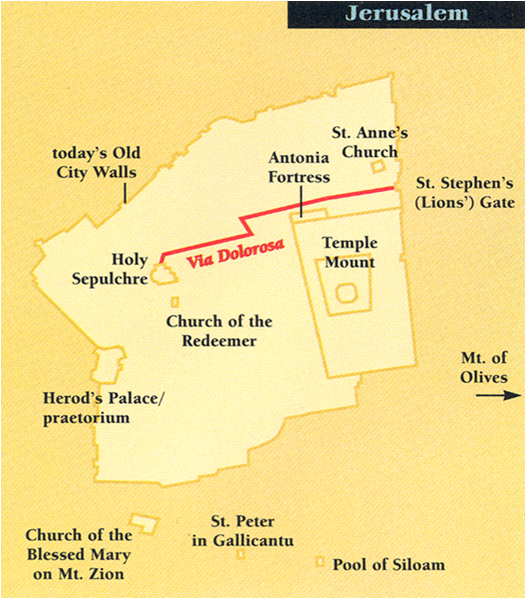 Jerusalem
St. Anne's
Church
today's Old
City Walls
Antonia
Fortress
St. Stephen's
(Lions') Gate
Via Dolorosa
Temple
Mount
Holy
Sepulchre
Church of the
Redeemer
Mt. of
Olives
Herod's Palace/
praetorium
St. Peter
in Gallicantu
Church of the
Blessed Mary
on Mt. Zion
Pool of Siloam